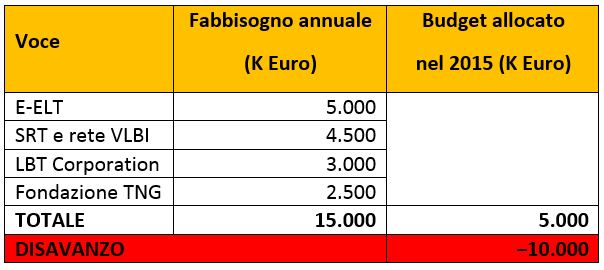 Voce Fabbisogno annuale (K Euro) Budget allocato nel 2015 (K Euro)
E-ELT 5.000
SRT e rete VLBI 4.500
LBT Corporation 3.000
Fondazione TNG 2.500
TOTALE 15.000 5.000
DISAVANZO –10.000